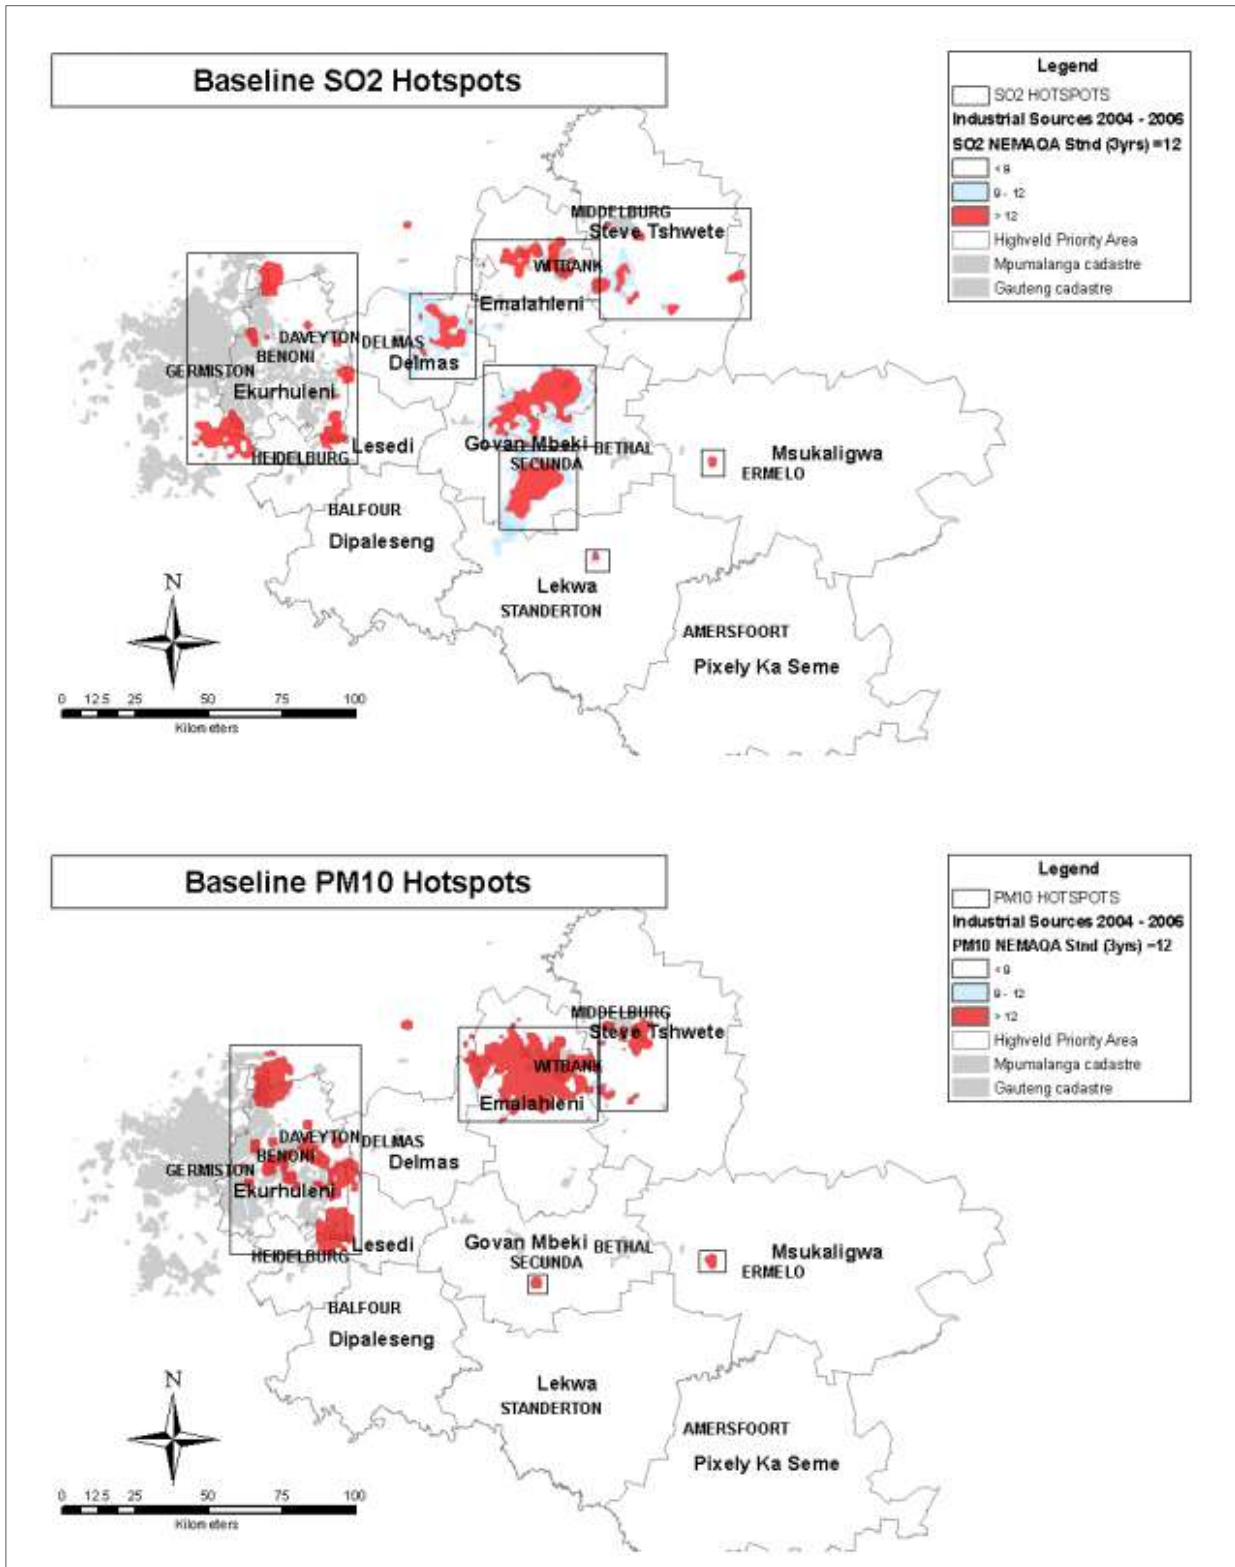 Baseline SO2 Hotspots
Legend
SO2 HOTSPOTS
Industrial Sources 2004 - 2006
SO2 NEMAQA Stnd (3yrs) =12
< 9
9 - 12
> 12
Highveld Priority Area
Mpumalanga cadastre
Gauteng cadastre
MIDDELBURG
Steve Tshwete
WITBANK
Emalahleni
DAVEYTON
DELMAS
BENONI
Delmas
GERMISTON
Ekurhuleni
Lesedi
HEIDELBURG
Govan Mbeki
BETHAL
SECUNDA
Msukaligwa
ERMELO
BALFOUR
Dipaleseng
Lekwa
STANDERTON
AMERSFOORT
Pixely Ka Seme
N
0 12.5 25 50 75 100
Kilometers
Baseline PM10 Hotspots
Legend
PM10 HOTSPOTS
Industrial Sources 2004 - 2006
PM10 NEMAQA Stnd (3yrs) =12
< 9
9 - 12
> 12
Highveld Priority Area
Mpumalanga cadastre
Gauteng cadastre
MIDDELBURG
Steve Tshwete
WITBANK
Emalahleni
DAVEYTON
DELMAS
BENONI
Delmas
GERMISTON
Ekurhuleni
Lesedi
HEIDELBURG
Govan Mbeki
BETHAL
SECUNDA
Msukaligwa
ERMELO
BALFOUR
Dipaleseng
Lekwa
STANDERTON
AMERSFOORT
Pixely Ka Seme
N
0 12.5 25 50 75 100
Kilometers